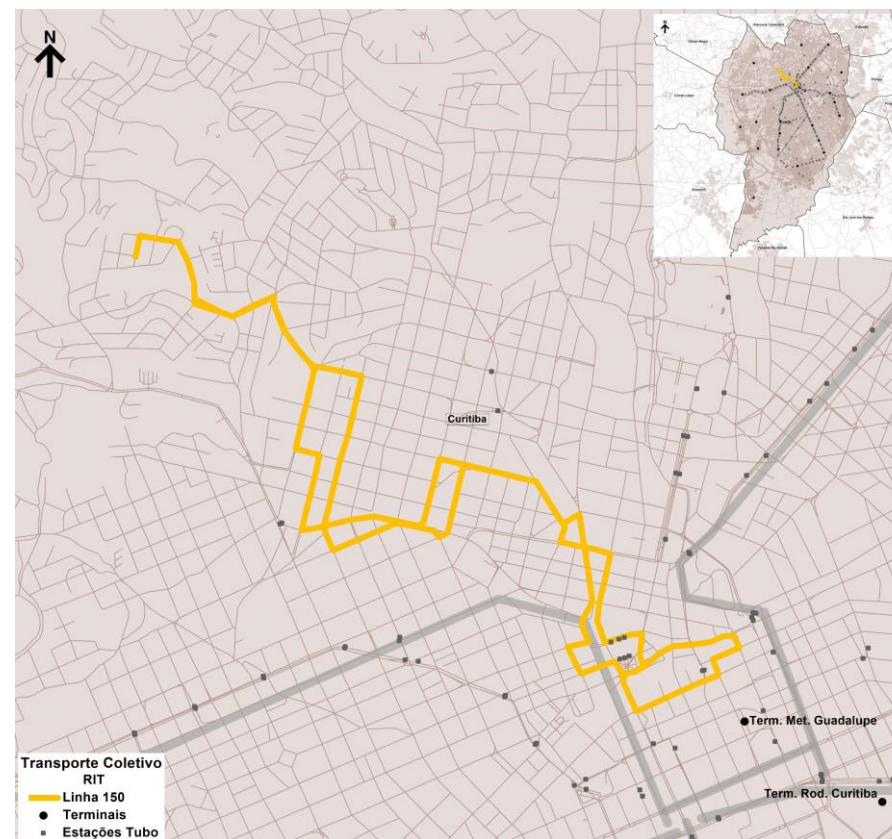 N
N
Curitiba
Term. Met. Guadalupe
Term. Rod. Curitiba
Transporte Coletivo
RIT
Linha 150
Terminais
Estações Tubo